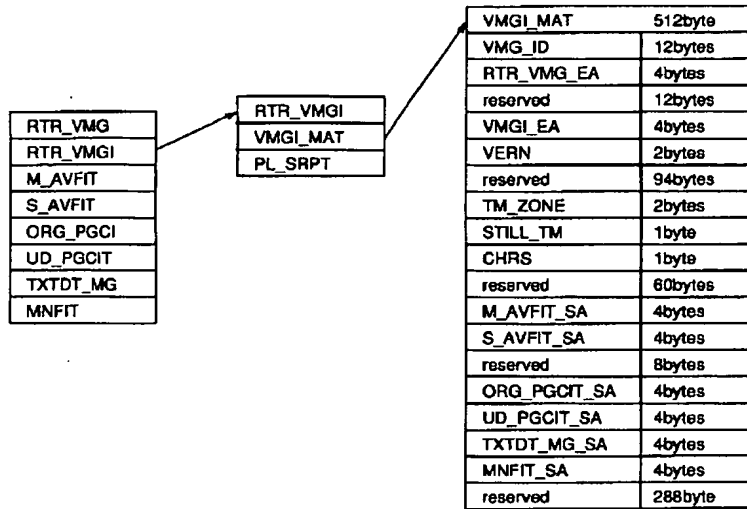 RTR_VMG
RTR_VMGI
M_AVFIT
S_AVFIT
ORG_PGCI
UD_PGCIT
TXTDT_MG
MNFIT
RTR_VMGI
VMGI_MAT
PL_SRPT
VMGI_MAT 512byte
VMG_ID 12bytes
RTR_VMG_EA 4bytes
reserved 12bytes
VMGI_EA 4bytes
VERN 2bytes
reserved 94bytes
TM_ZONE 2bytes
STILL_TM 1byte
CHRS 1byte
reserved 60bytes
M_AVFIT_SA 4bytes
S_AVFIT_SA 4bytes
reserved 8bytes
ORG_PGCIT_SA 4bytes
UD_PGCIT_SA 4bytes
TXTDT_MG_SA 4bytes
MNFIT_SA 4bytes
reserved 288byte